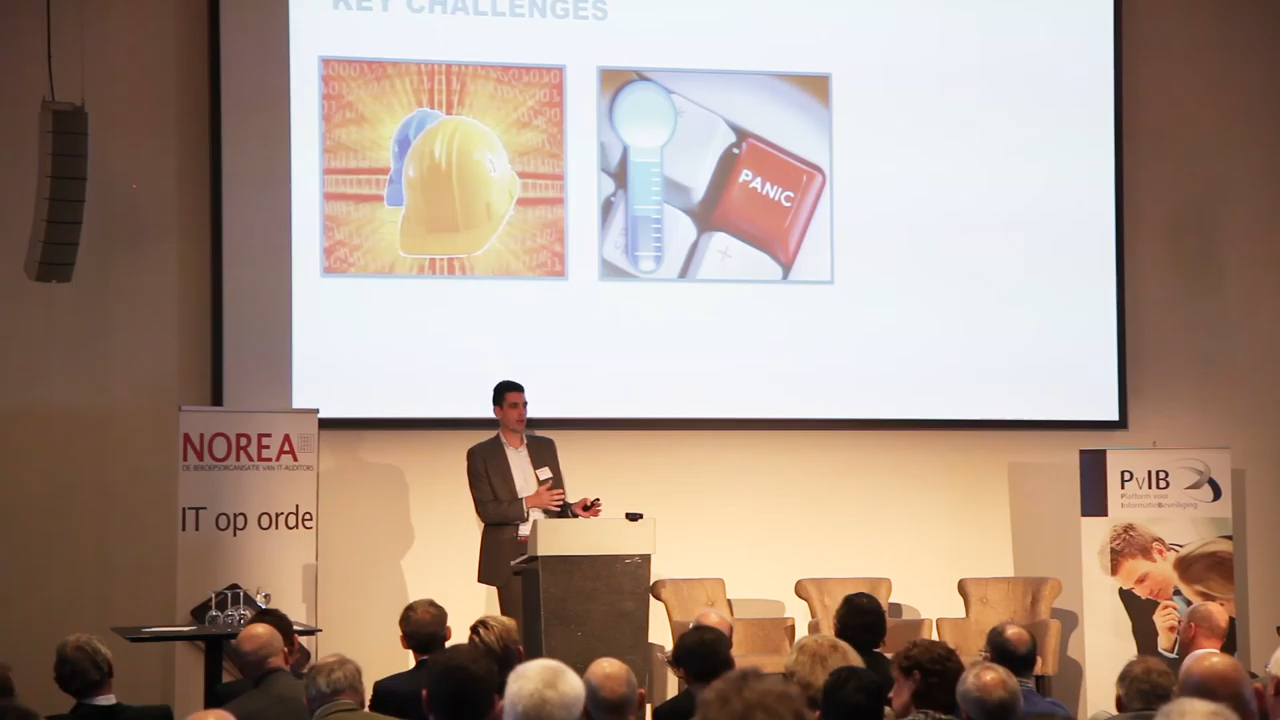 KEY CHALLENGES
PANIC
NOREA
DE BEROEPSORGANISATIE VAN IT-AUDITORS
IT op orde
PvIB
Platform voor
InformatieBeveiliging